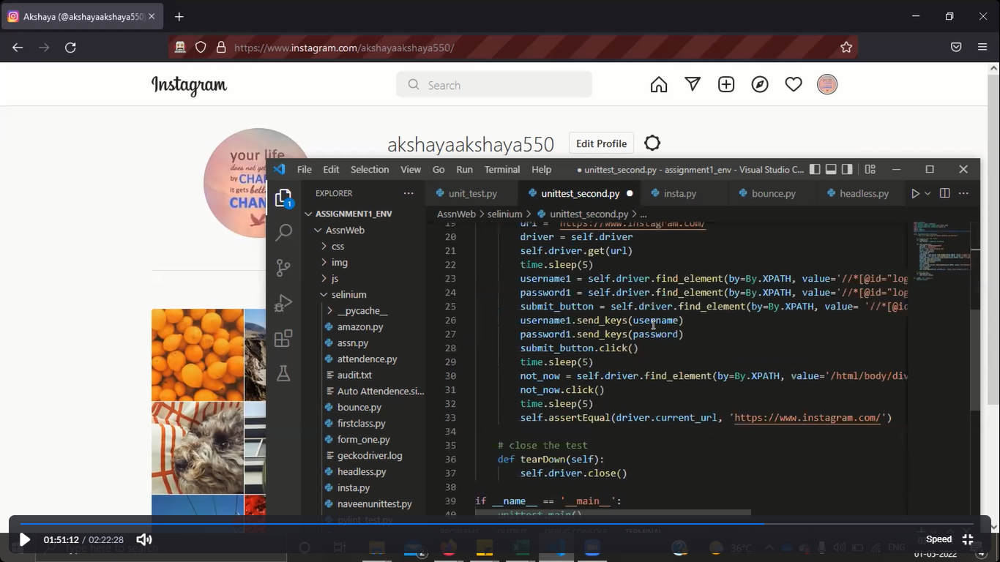 Akshaya (@akshayaakshaya550)
https://www.instagram.com/akshayaakshaya550/
Instagram
Search
akshayaakshaya550
Edit Profile
your life
does not get
by CHAN
it gets
CHAN
File Edit Selection View Go Run Terminal Help
● unittest_second.py - assignment1_env - Visual Studio C...
EXPLORER
1
unit_test.py
unittest_second.py
insta.py
bounce.py
headless.py
ASSIGNMENT1_ENV
AssnWeb > selinium > unittest_second.py > ...
AssnWeb
css
img
js
selinium
__pycache__
amazon.py
assn.py
attendence.py
audit.txt
Auto Attendence.si...
bounce.py
firstclass.py
form_one.py
geckodriver.log
headless.py
insta.py
naveenunittest.py
pylint_test.py
19 url = 'https://www.instagram.com/
20 driver = self.driver
21 self.driver.get(url)
22 time.sleep(5)
23 username1 = self.driver.find_element(by=By.XPATH, value='//*[@id="log
24 password1 = self.driver.find_element(by=By.XPATH, value='//*[@id="log
25 submit_button = self.driver.find_element(by=By.XPATH, value= '//*[@id
26 username1.send_keys(username)
27 password1.send_keys(password)
28 submit_button.click()
29 time.sleep(5)
30 not_now = self.driver.find_element(by=By.XPATH, value='/html/body/div
31 not_now.click()
32 time.sleep(5)
33 self.assertEqual(driver.current_url, 'https://www.instagram.com/')
34
35 # close the test
36 def tearDown(self):
37 self.driver.close()
38
39 if __name__ == '__main__':
40 unittest.main()
PROBLEMS OUTPUT DEBUG CONSOLE TERMINAL
01:51:12 / 02:22:28
Speed
Type here to search
36°C
ENG
01-05-2022